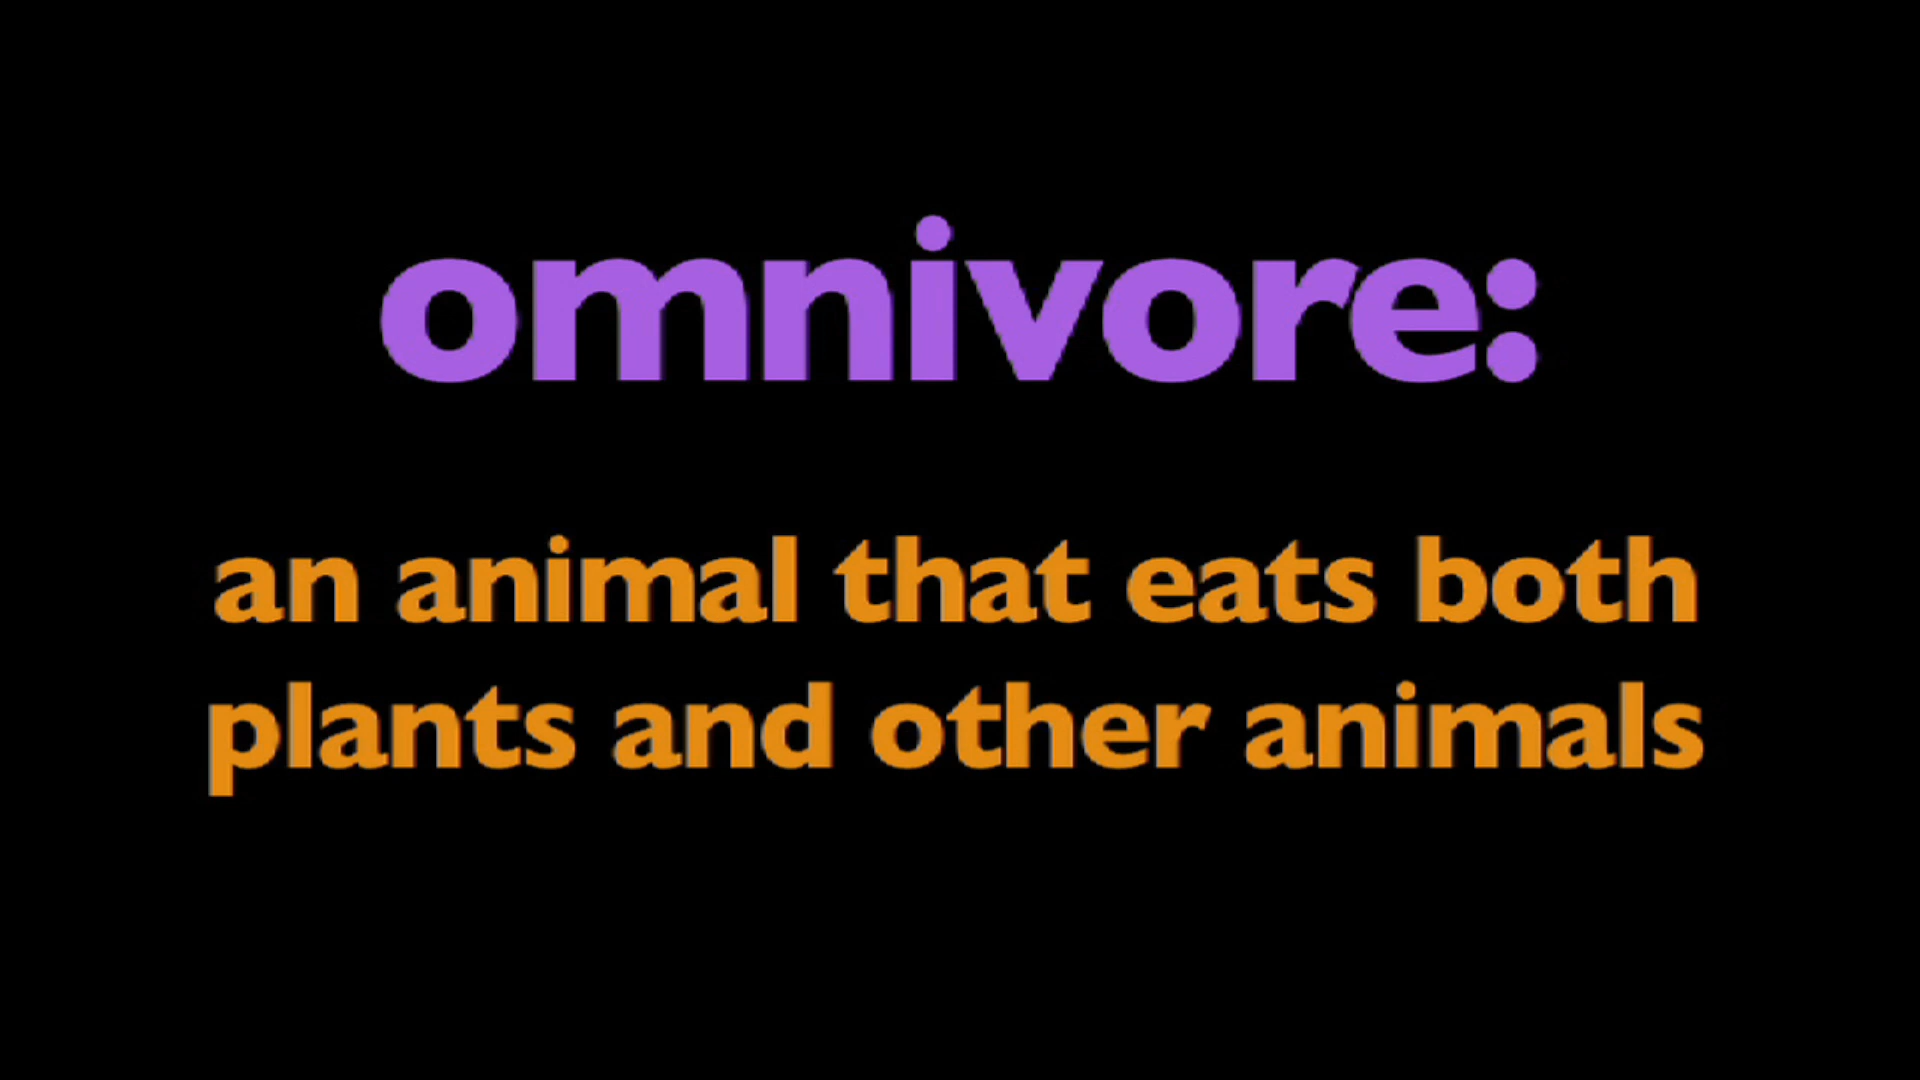 omnivore:
an animal that eats both
plants and other animals